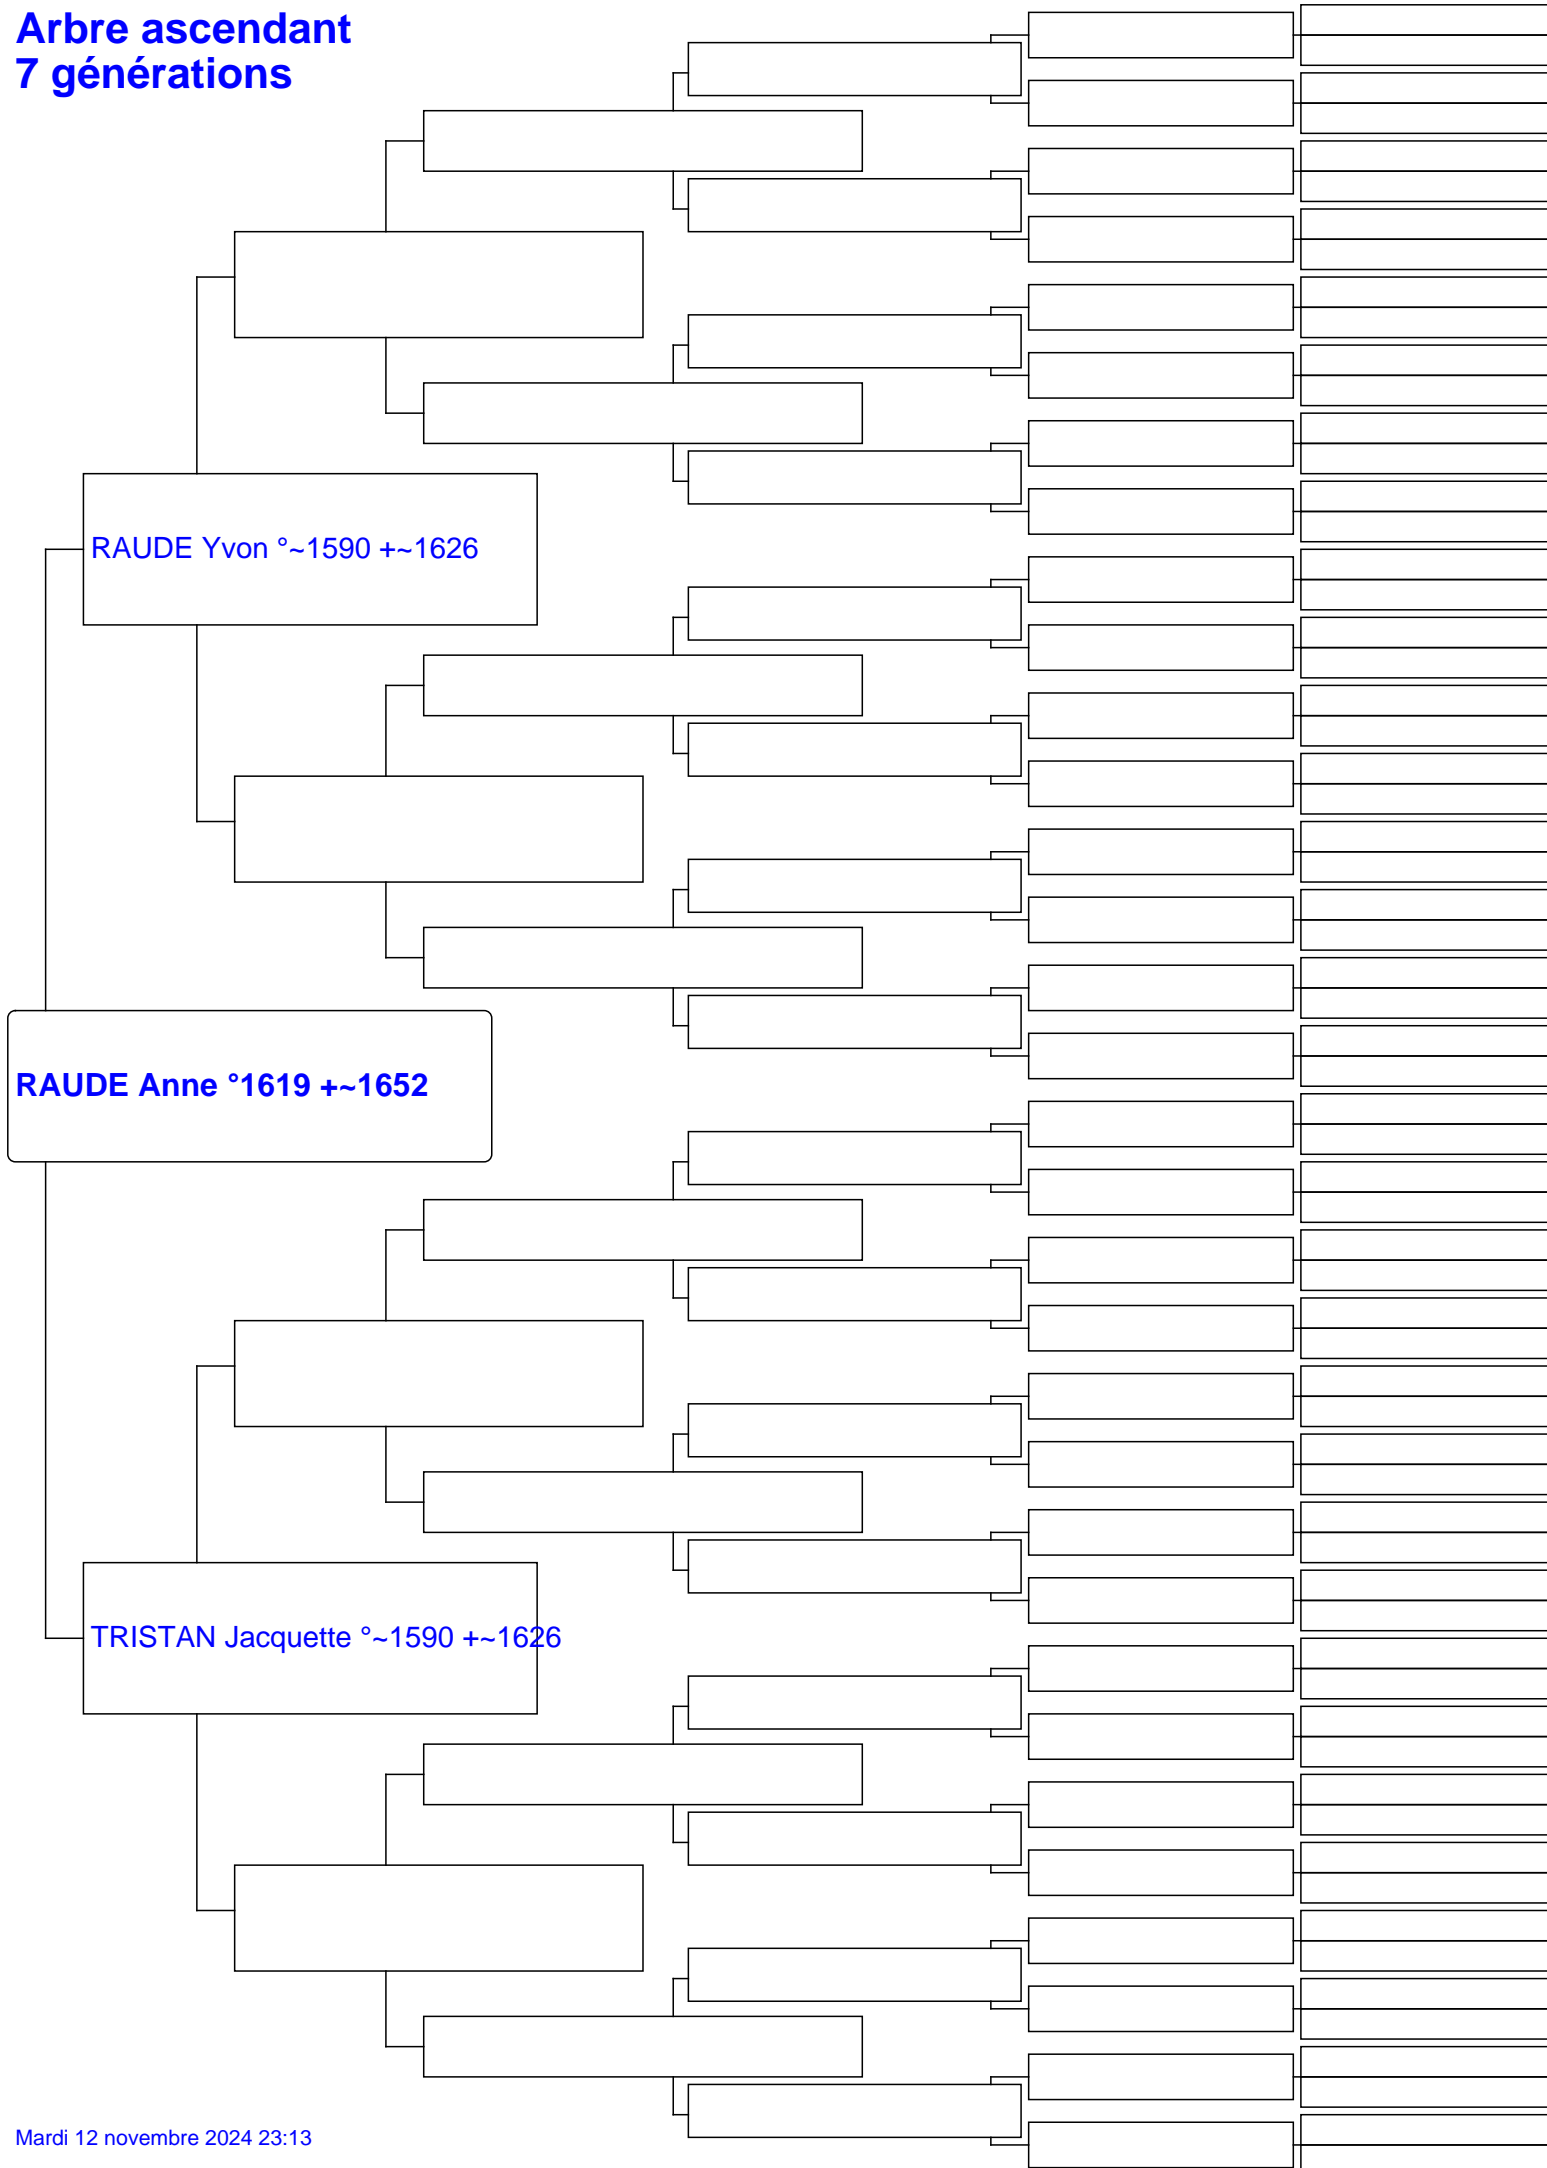 Arbre ascendant
7 générations
RAUDE Yvon °~1590 +~1626
RAUDE Anne °1619 +~1652
TRISTAN Jacquette °~1590 +~1626
Mardi 12 novembre 2024 23:13